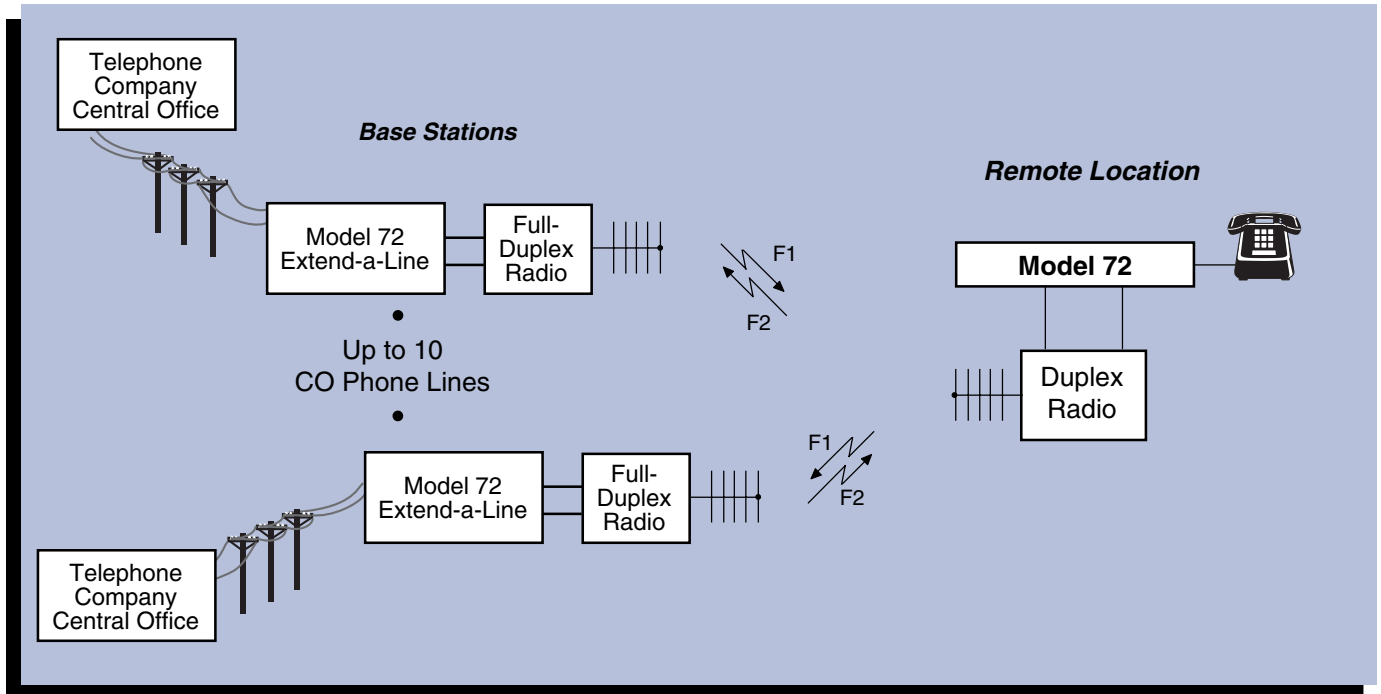 Telephone
Company
Central Office
Base Stations
Remote Location
Model 72
Extend-a-Line
Full-
Duplex
Radio
F1
F2
Model 72
Up to 10
CO Phone Lines
Duplex
Radio
Model 72
Extend-a-Line
Full-
Duplex
Radio
F1
F2
Telephone
Company
Central Office